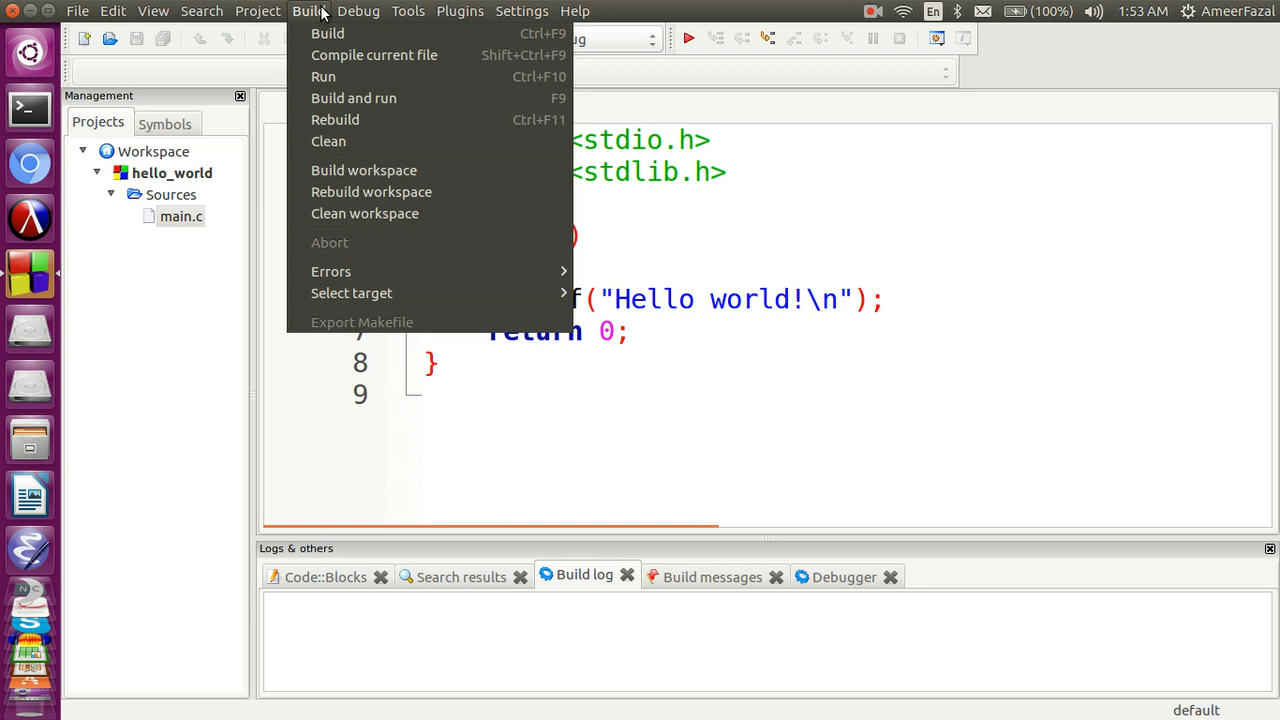 File Edit View Search Project Build Debug Tools Plugins Settings Help
En (100%) 1:53 AM AmeerFazal
Build Ctrl+F9
Compile current file Shift+Ctrl+F9
Run Ctrl+F10
Build and run F9
Rebuild Ctrl+F11
Clean
Build workspace
Rebuild workspace
Clean workspace
Abort
Errors
Select target
Export Makefile
Management
Projects Symbols
Workspace
hello_world
Sources
main.c
<stdio.h>
<stdlib.h>
)
f("Hello world!\n");
7 return 0;
8 }
9
Logs & others
Code::Blocks Search results Build log Build messages Debugger
default